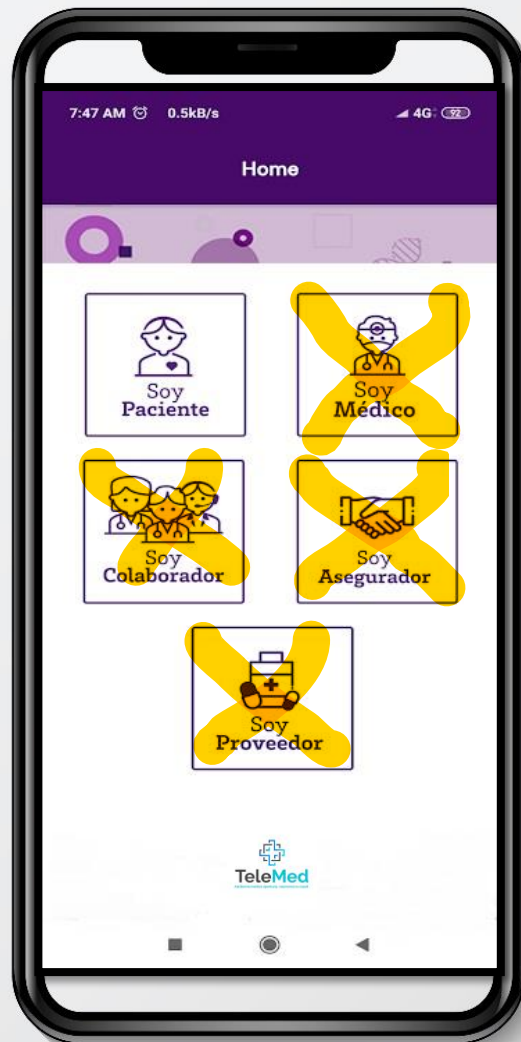 7:47 AM 0.5kB/s 4G 92
Home
Soy
Paciente
Soy
Médico
Soy
Colaborador
Soy
Asegurador
Soy
Proveedor
TeleMed